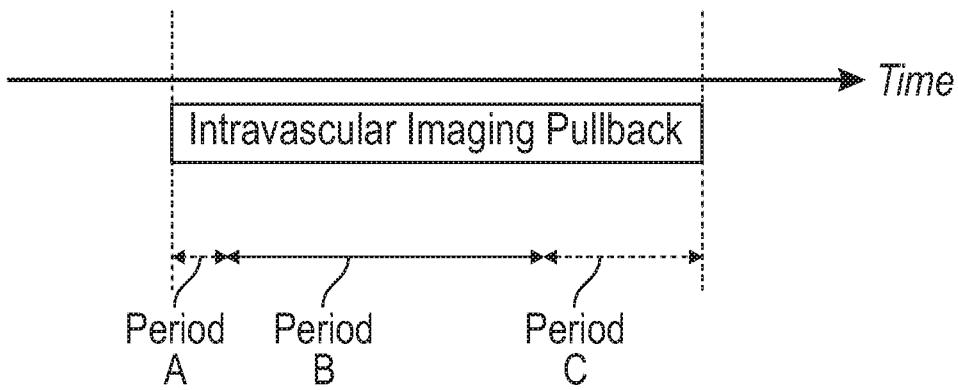 Time
Intravascular Imaging Pullback
Period
A
Period
B
Period
C